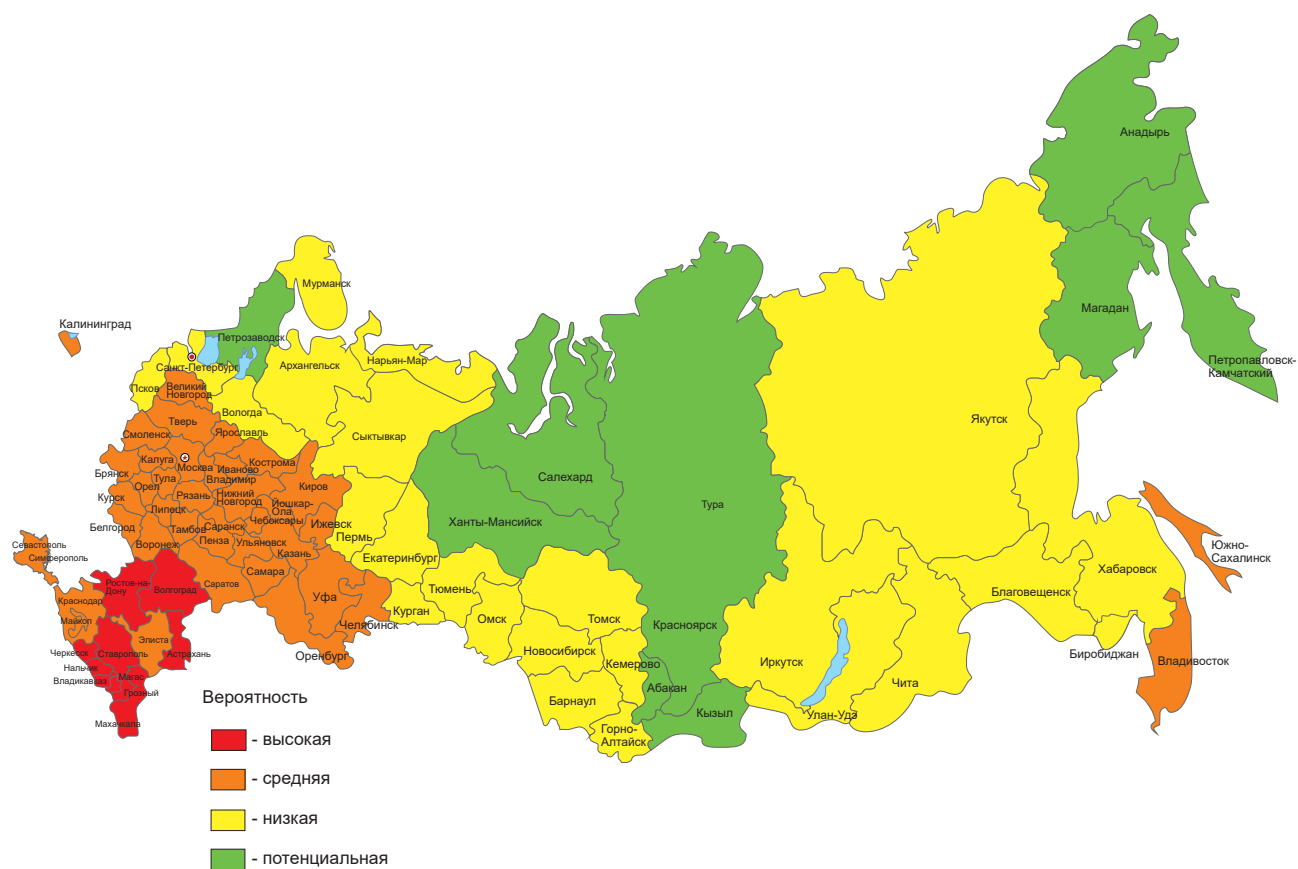 Анадырь
Магадан
Петропавловск-
Камчатский
Мурманск
Калининград
Петрозаводск
Санкт-Петербург
Архангельск
Нарьян-Мар
Псков
Великий
Новгород
Вологда
Якутск
Тверь
Смоленск
Ярославль
Сыктывкар
Калуга
Москва
Иваново
Кострома
Брянск
Тула
Владимир
Киров
Салехард
Орел
Рязань
Нижний
Новгород
Йошкар-
Ола
Курск
Липецк
Чебоксары
Тура
Белгород
Тамбов
Саранск
Ижевск
Ханты-Мансийск
Пермь
Воронеж
Пенза
Ульяновск
Казань
Севастополь
Симферополь
Екатеринбург
Южно-
Сахалинск
Самара
Хабаровск
Ростов-на-
Дону
Волгоград
Саратов
Уфа
Тюмень
Благовещенск
Краснодар
Курган
Майкоп
Челябинск
Омск
Томск
Красноярск
Элиста
Черкесск
Ставрополь
Астрахань
Оренбург
Новосибирск
Кемерово
Иркутск
Биробиджан
Владивосток
Нальчик
Владикавказ
Магас
Грозный
Абакан
Чита
Барнаул
Кызыл
Улан-Удэ
Махачкала
Горно-
Алтайск
Вероятность
- высокая
- средняя
- низкая
- потенциальная